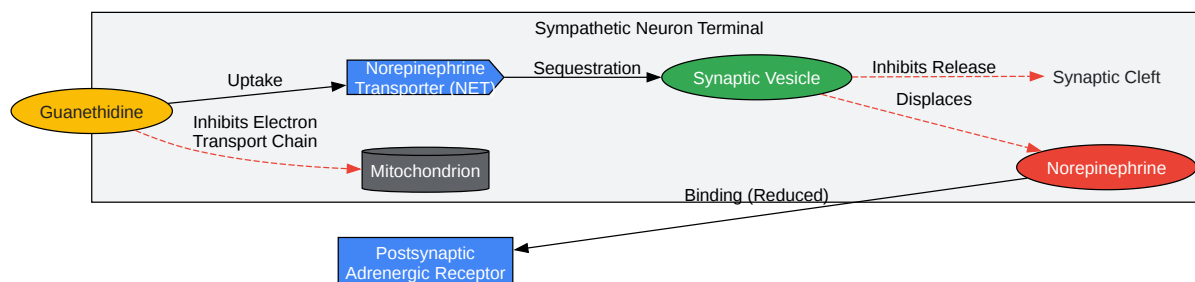 Sympathetic Neuron Terminal
Guanethidine
Uptake
Norepinephrine
Transporter (NET)
Sequestration
Synaptic Vesicle
Inhibits Release
Synaptic Cleft
Displaces
Inhibits Electron
Transport Chain
Mitochondrion
Norepinephrine
Binding (Reduced)
Postsynaptic
Adrenergic Receptor